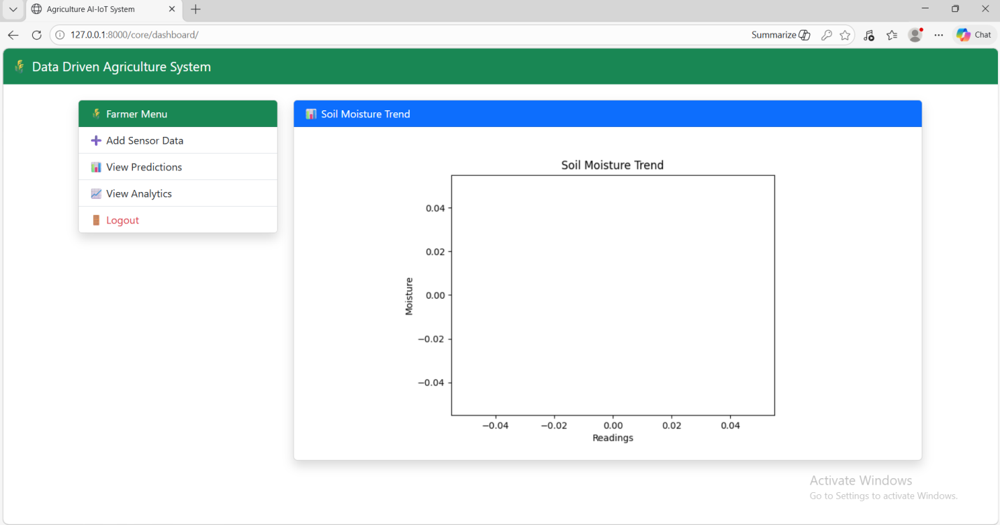 Agriculture AI-IoT System
127.0.0.1:8000/core/dashboard/
Summarize
Chat
Data Driven Agriculture System
Farmer Menu
Add Sensor Data
View Predictions
View Analytics
Logout
Soil Moisture Trend
Soil Moisture Trend
0.04
0.02
0.00
−0.02
−0.04
Moisture
−0.04 −0.02 0.00 0.02 0.04
Readings
Activate Windows
Go to Settings to activate Windows.